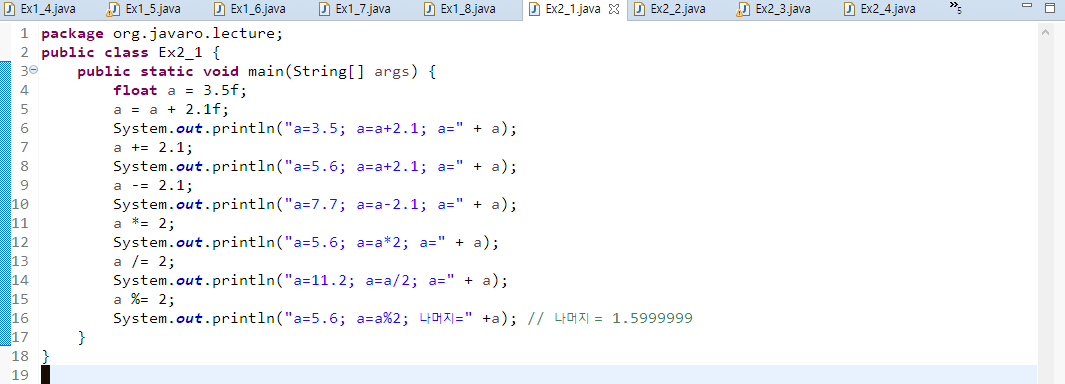 Ex1_4.java Ex1_5.java Ex1_6.java Ex1_7.java Ex1_8.java Ex2_1.java Ex2_2.java Ex2_3.java Ex2_4.java »5
1 package org.javaro.lecture;
2 public class Ex2_1 {
3 public static void main(String[] args) {
4 float a = 3.5f;
5 a = a + 2.1f;
6 System.out.println("a=3.5; a=a+2.1; a=" + a);
7 a += 2.1;
8 System.out.println("a=5.6; a=a+2.1; a=" + a);
9 a -= 2.1;
10 System.out.println("a=7.7; a=a-2.1; a=" + a);
11 a *= 2;
12 System.out.println("a=5.6; a=a*2; a=" + a);
13 a /= 2;
14 System.out.println("a=11.2; a=a/2; a=" + a);
15 a %= 2;
16 System.out.println("a=5.6; a=a%2; 나머지=" +a); // 나머지 = 1.5999999
17 }
18 }
19